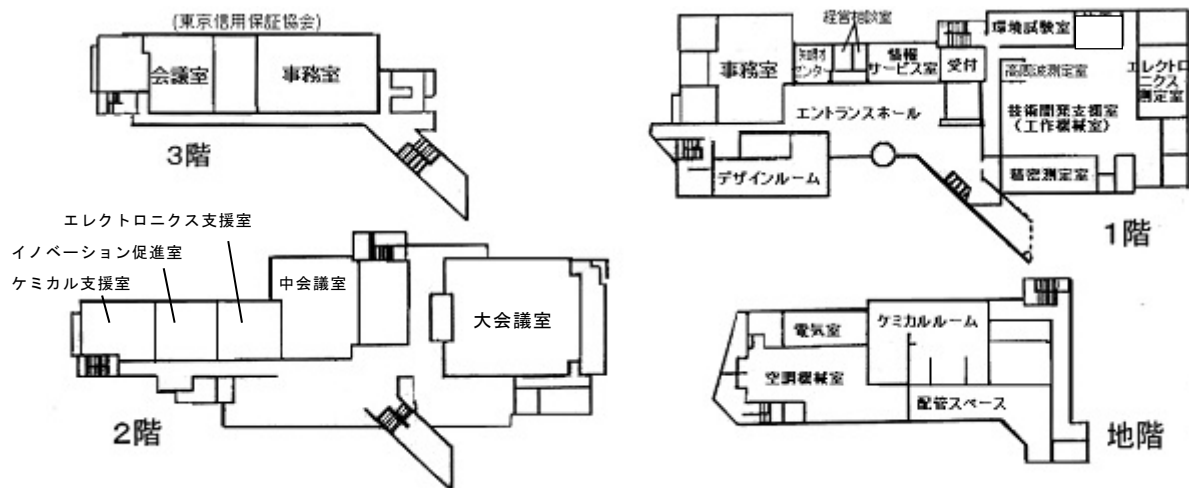 (東京信用保証協会)
会議室
事務室
3階
エレクトロニクス支援室
イノベーション促進室
ケミカル支援室
中会議室
大会議室
2階
経営相談室
事務室
知的財産
センター
情報
サービス室
受付
環境試験室
高周波測定室
エレクトロ
ニクス
測定室
エントランスホール
技術開発支援室
(工作機械室)
デザインルーム
精密測定室
1階
電気室
ケミカルルーム
空調機械室
配管スペース
地階